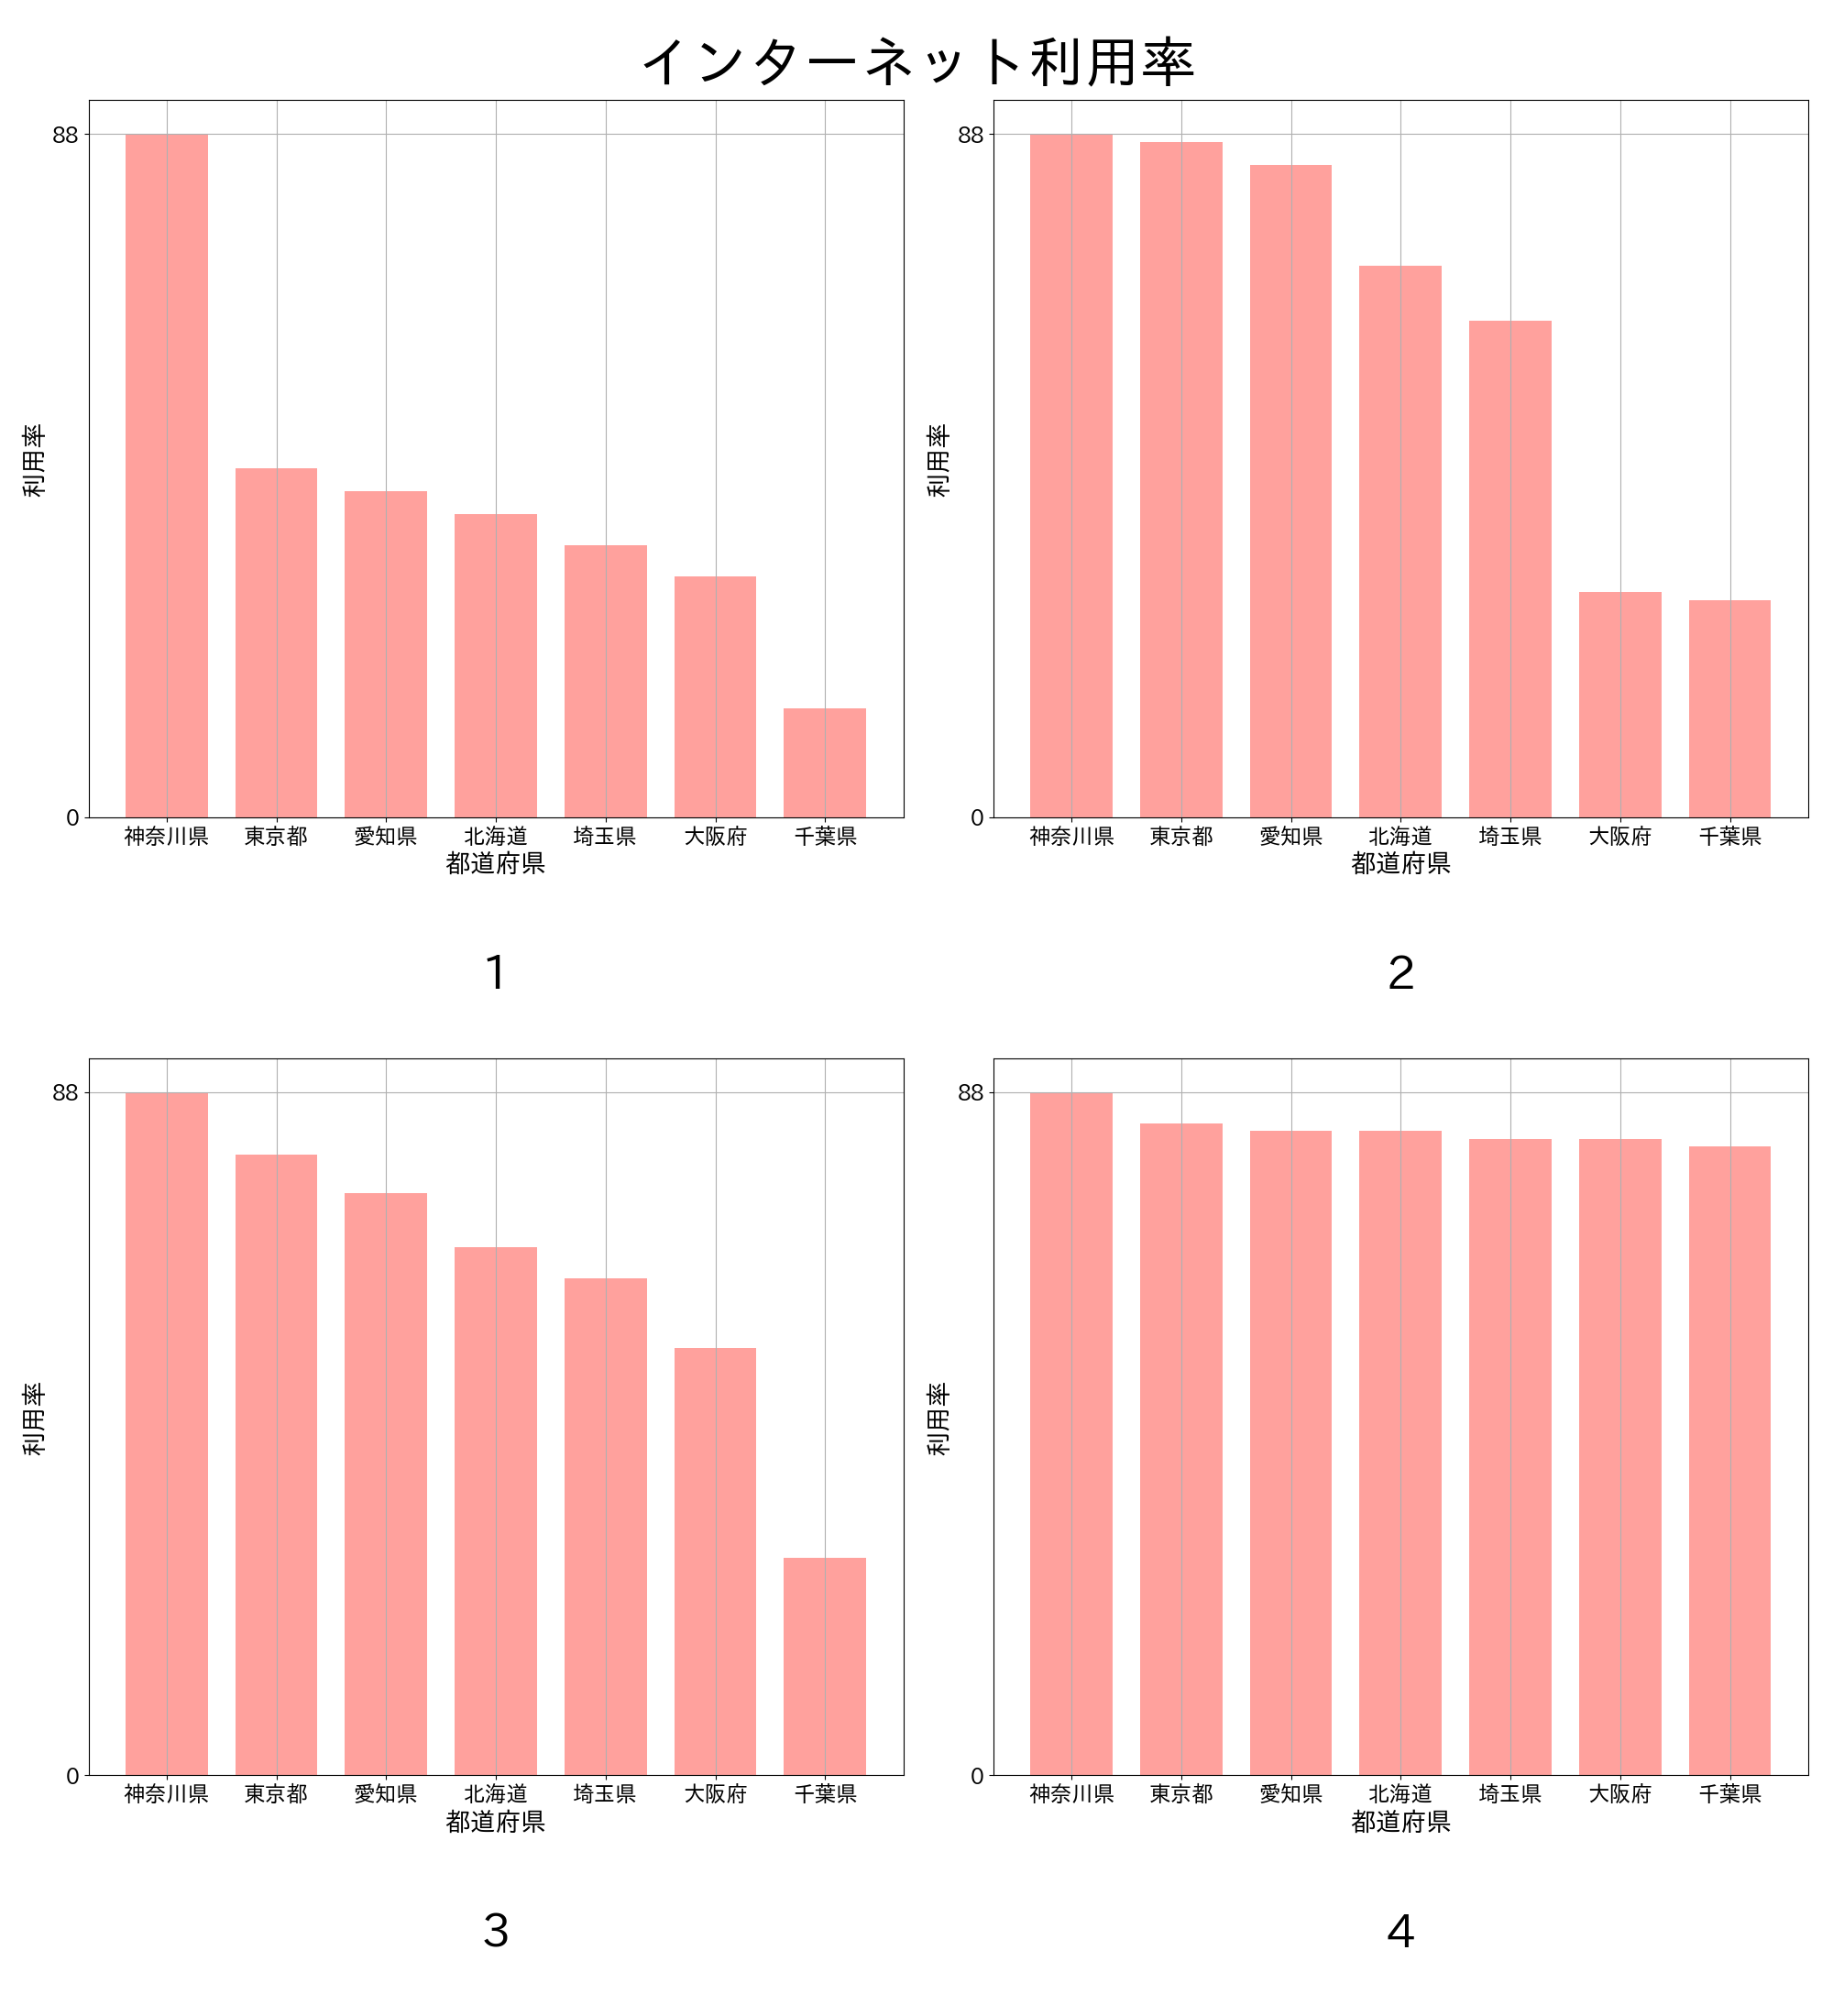 インターネット利用率
88
0
利用率
神奈川県 東京都 愛知県 北海道 埼玉県 大阪府 千葉県
都道府県
1
88
0
利用率
神奈川県 東京都 愛知県 北海道 埼玉県 大阪府 千葉県
都道府県
2
88
0
利用率
神奈川県 東京都 愛知県 北海道 埼玉県 大阪府 千葉県
都道府県
3
88
0
利用率
神奈川県 東京都 愛知県 北海道 埼玉県 大阪府 千葉県
都道府県
4